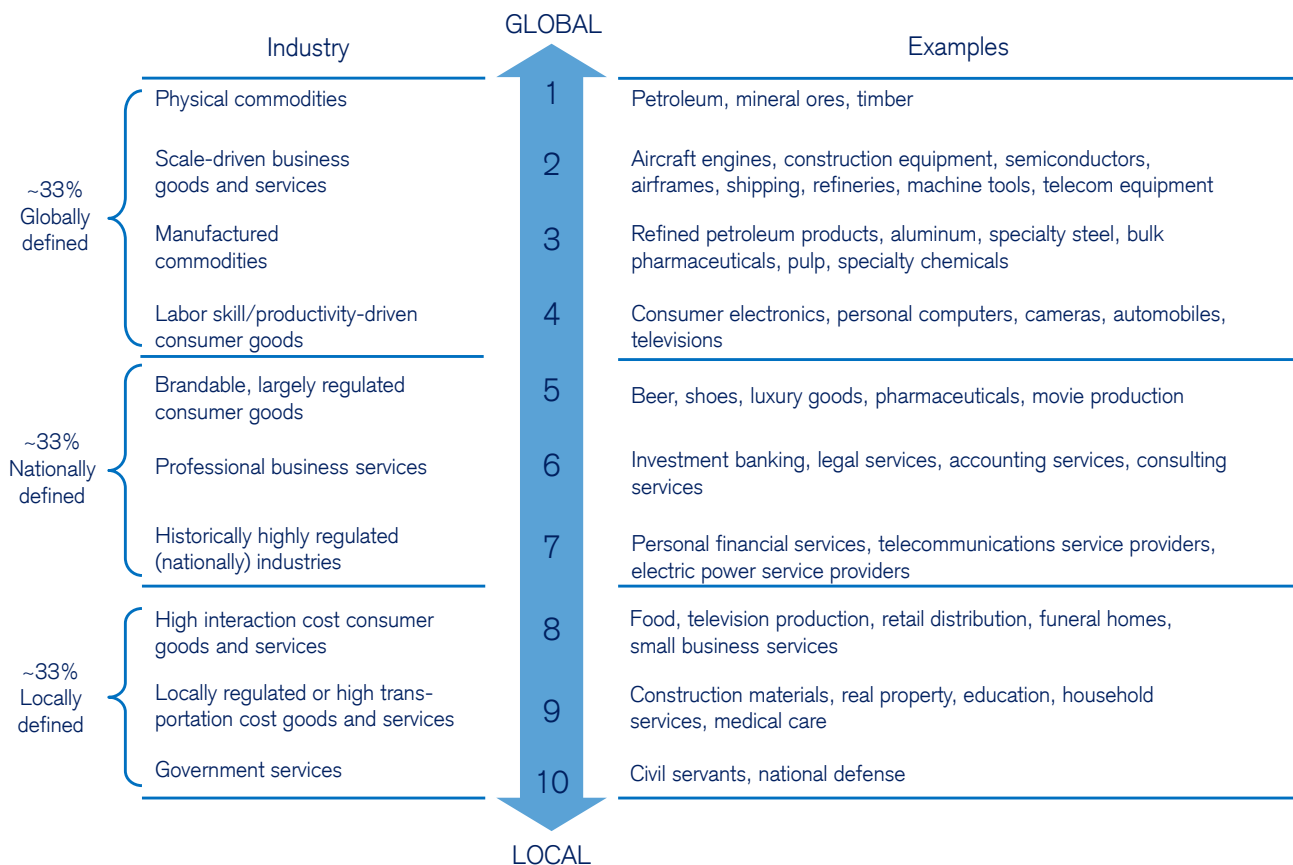 GLOBAL
Industry
Examples
~33%
Globally
defined
Physical commodities
1
Petroleum, mineral ores, timber
Scale-driven business
goods and services
2
Aircraft engines, construction equipment, semiconductors,
airframes, shipping, refineries, machine tools, telecom equipment
Manufactured
commodities
3
Refined petroleum products, aluminum, specialty steel, bulk
pharmaceuticals, pulp, specialty chemicals
Labor skill/productivity-driven
consumer goods
4
Consumer electronics, personal computers, cameras, automobiles,
televisions
~33%
Nationally
defined
Brandable, largely regulated
consumer goods
5
Beer, shoes, luxury goods, pharmaceuticals, movie production
Professional business services
6
Investment banking, legal services, accounting services, consulting
services
Historically highly regulated
(nationally) industries
7
Personal financial services, telecommunications service providers,
electric power service providers
~33%
Locally
defined
High interaction cost consumer
goods and services
8
Food, television production, retail distribution, funeral homes,
small business services
Locally regulated or high trans-
portation cost goods and services
9
Construction materials, real property, education, household
services, medical care
Government services
10
Civil servants, national defense
LOCAL